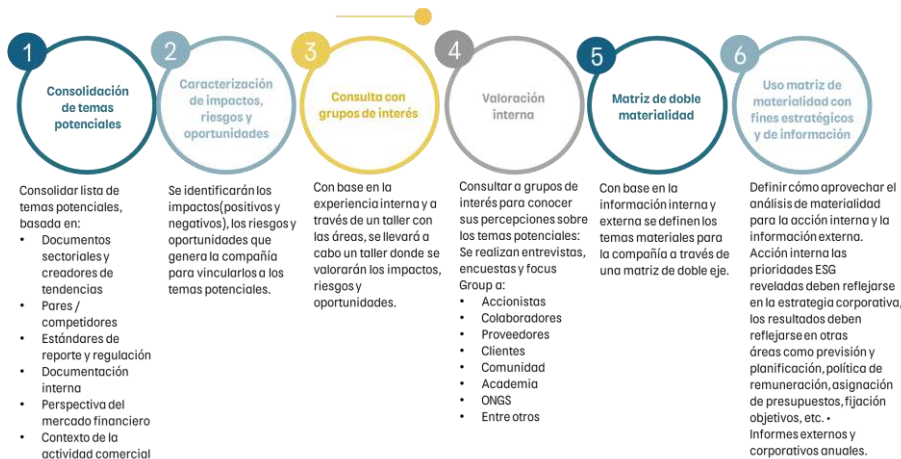 1
Consolidación
de temas
potenciales
Consolidar lista de
temas potenciales,
basada en:
• Documentos
sectoriales y
creadores de
tendencias
• Pares /
competidores
• Estándares de
reporte y regulación
• Documentación
interna
• Perspectiva del
mercado financiero
• Contexto de la
actividad comercial
2
Caracterización
de impactos,
riesgos y
oportunidades
Se identificarán los
impactos(positivos y
negativos), los riesgos y
oportunidades que
genera la compañía
para vincularlos a los
temas potenciales.
3
Consulta con
grupos de interés
Con base en la
experiencia interna y a
través de un taller con
las áreas, se llevará a
cabo un taller donde se
valorarán los impactos,
riesgos y
oportunidades.
4
Valoración
interna
Consultar a grupos de
interés para conocer
sus percepciones sobre
los temas potenciales:
Se realizan entrevistas,
encuestas y focus
Group a:
• Accionistas
• Colaboradores
• Proveedores
• Clientes
• Comunidad
• Academia
• ONGS
• Entre otros
5
Matriz de doble
materialidad
Con base en la
información interna y
externa se definen los
temas materiales para
la compañía a través de
una matriz de doble eje.
6
Uso matriz de
materialidad con
fines estratégicos
y de información
Definir cómo aprovechar el
análisis de materialidad
para la acción interna y la
información externa.
Acción interna las
prioridades ESG
reveladas deben reflejarse
en la estrategia corporativa,
los resultados deben
reflejarse en otras
áreas como previsión y
planificación, política de
remuneración, asignación
de presupuestos, fijación
objetivos, etc. •
Informes externos y
corporativos anuales.